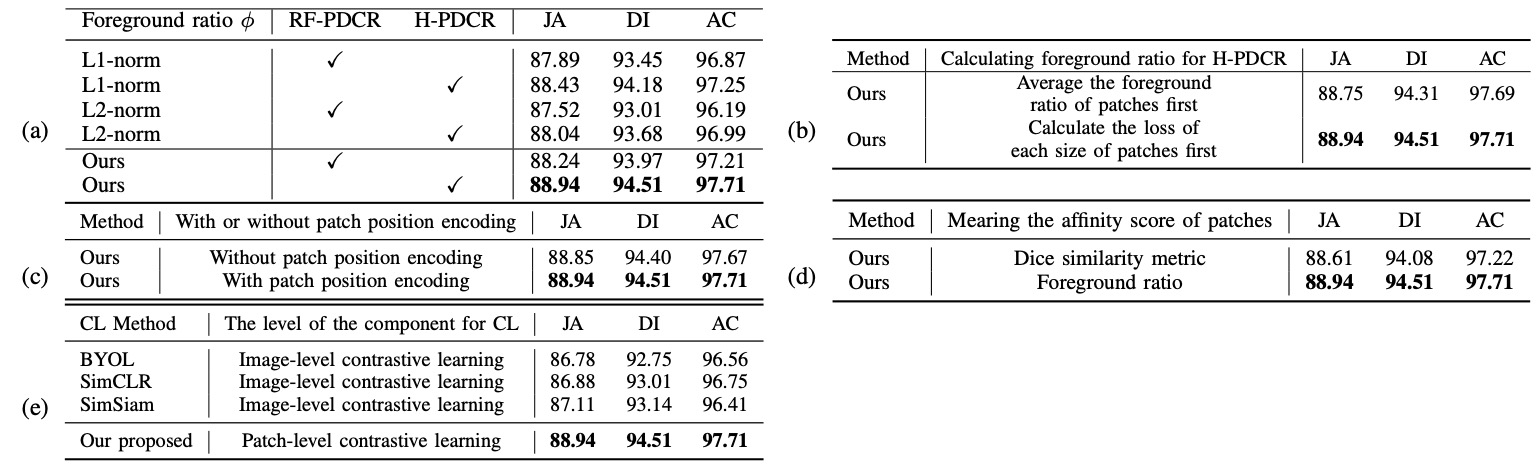 Foreground ratio ϕ RF-PDCR H-PDCR JA DI AC
L1-norm ✓ 87.89 93.45 96.87
L1-norm ✓ 88.43 94.18 97.25
L2-norm ✓ 87.52 93.01 96.19
(a) L2-norm ✓ 88.04 93.68 96.99
Ours ✓ 88.24 93.97 97.21
Ours ✓ 88.94 94.51 97.71
Method Calculating foreground ratio for H-PDCR JA DI AC
Ours Average the foreground 88.75 94.31 97.69
ratio of patches first
(b)
Ours Calculate the loss of 88.94 94.51 97.71
each size of patches first
Method With or without patch position encoding JA DI AC
Ours Without patch position encoding 88.85 94.40 97.67
(c) Ours With patch position encoding 88.94 94.51 97.71
Method Mearing the affinity score of patches JA DI AC
Ours Dice similarity metric 88.61 94.08 97.22
(d) Ours Foreground ratio 88.94 94.51 97.71
CL Method The level of the component for CL JA DI AC
BYOL Image-level contrastive learning 86.78 92.75 96.56
SimCLR Image-level contrastive learning 86.88 93.01 96.75
(e) SimSiam Image-level contrastive learning 87.11 93.14 96.41
Our proposed Patch-level contrastive learning 88.94 94.51 97.71